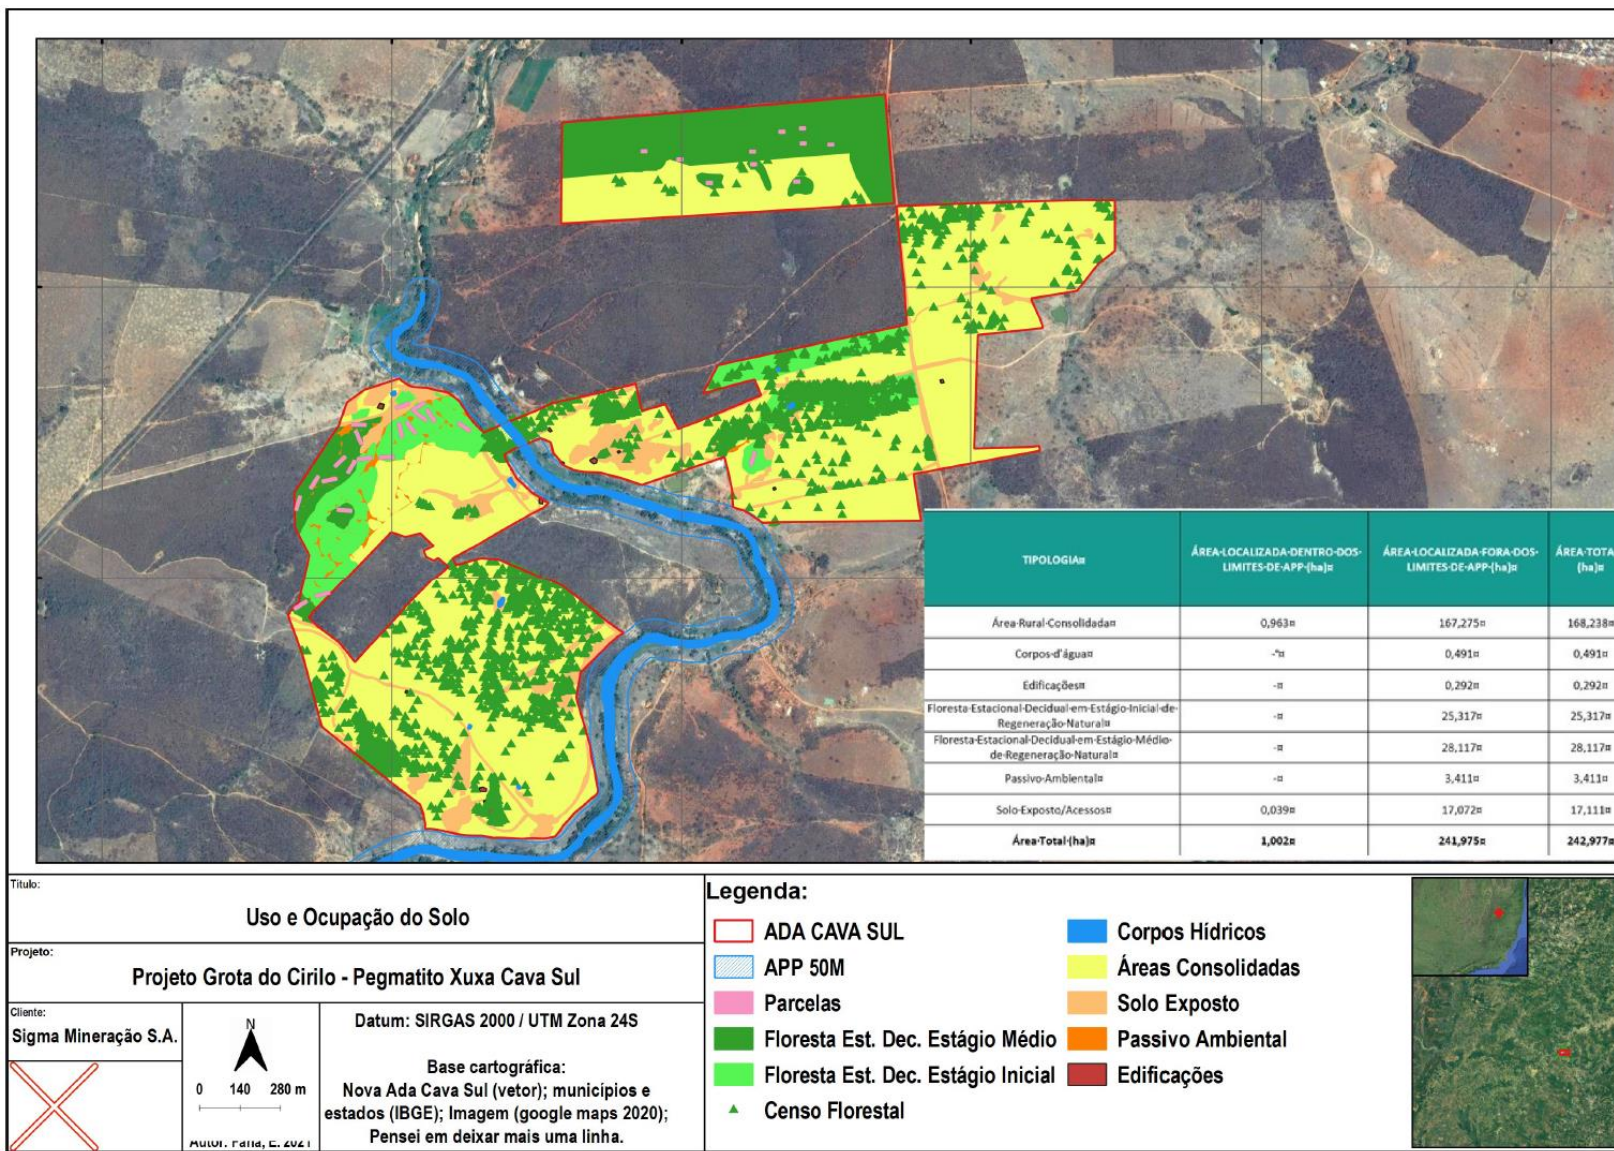 TIPOLOGIA¤ ÁREA·LOCALIZADA·DENTRO·DOS· ÁREA·LOCALIZADA·FORA·DOS· ÁREA·TOTA
LIMITES·DE·APP·(ha)¤ LIMITES·DE·APP·(ha)¤ (ha)¤
Área·Rural·Consolidada¤ 0,963¤ 167,275¤ 168,238¤
Corpos·d'água¤ -¤ 0,491¤ 0,491¤
Edificações¤ -¤ 0,292¤ 0,292¤
Floresta·Estacional·Decidual·em·Estágio·Inicial·de·
Regeneração·Natural¤ -¤ 25,317¤ 25,317¤
Floresta·Estacional·Decidual·em·Estágio·Médio·
de·Regeneração·Natural¤ -¤ 28,117¤ 28,117¤
Passivo·Ambiental¤ -¤ 3,411¤ 3,411¤
Solo·Exposto/Acessos¤ 0,039¤ 17,072¤ 17,111¤
Área·Total·(ha)¤ 1,002¤ 241,975¤ 242,977¤
Titulo:
Uso e Ocupação do Solo
Projeto:
Projeto Grota do Cirilo - Pegmatito Xuxa Cava Sul
Cliente:
Sigma Mineração S.A.
N
0 140 280 m
Autor: Faria, E. 2021
Datum: SIRGAS 2000 / UTM Zona 24S
Base cartográfica:
Nova Ada Cava Sul (vetor); municípios e
estados (IBGE); Imagem (google maps 2020);
Pensei em deixar mais uma linha.
Legenda:
ADA CAVA SUL
APP 50M
Parcelas
Floresta Est. Dec. Estágio Médio
Floresta Est. Dec. Estágio Inicial
Censo Florestal
Corpos Hídricos
Áreas Consolidadas
Solo Exposto
Passivo Ambiental
Edificações